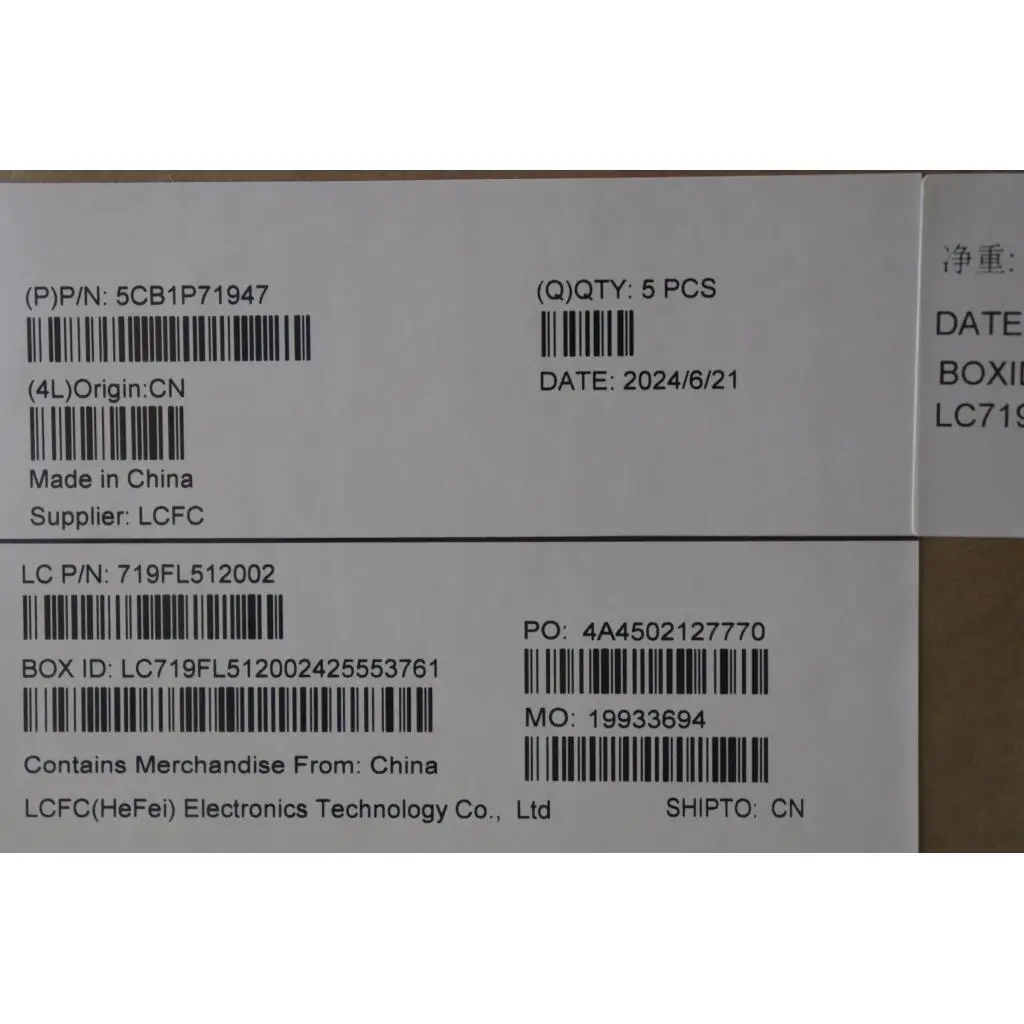 (P)P/N: 5CB1P71947
(Q)QTY: 5 PCS
DATE: 2024/6/21
(4L)Origin:CN
Made in China
Supplier: LCFC
LC P/N: 719FL512002
BOX ID: LC719FL512002425553761
PO: 4A4502127770
MO: 19933694
Contains Merchandise From: China
LCFC(HeFei) Electronics Technology Co., Ltd
SHIPTO: CN
净重:
DATE
BOXI
LC719